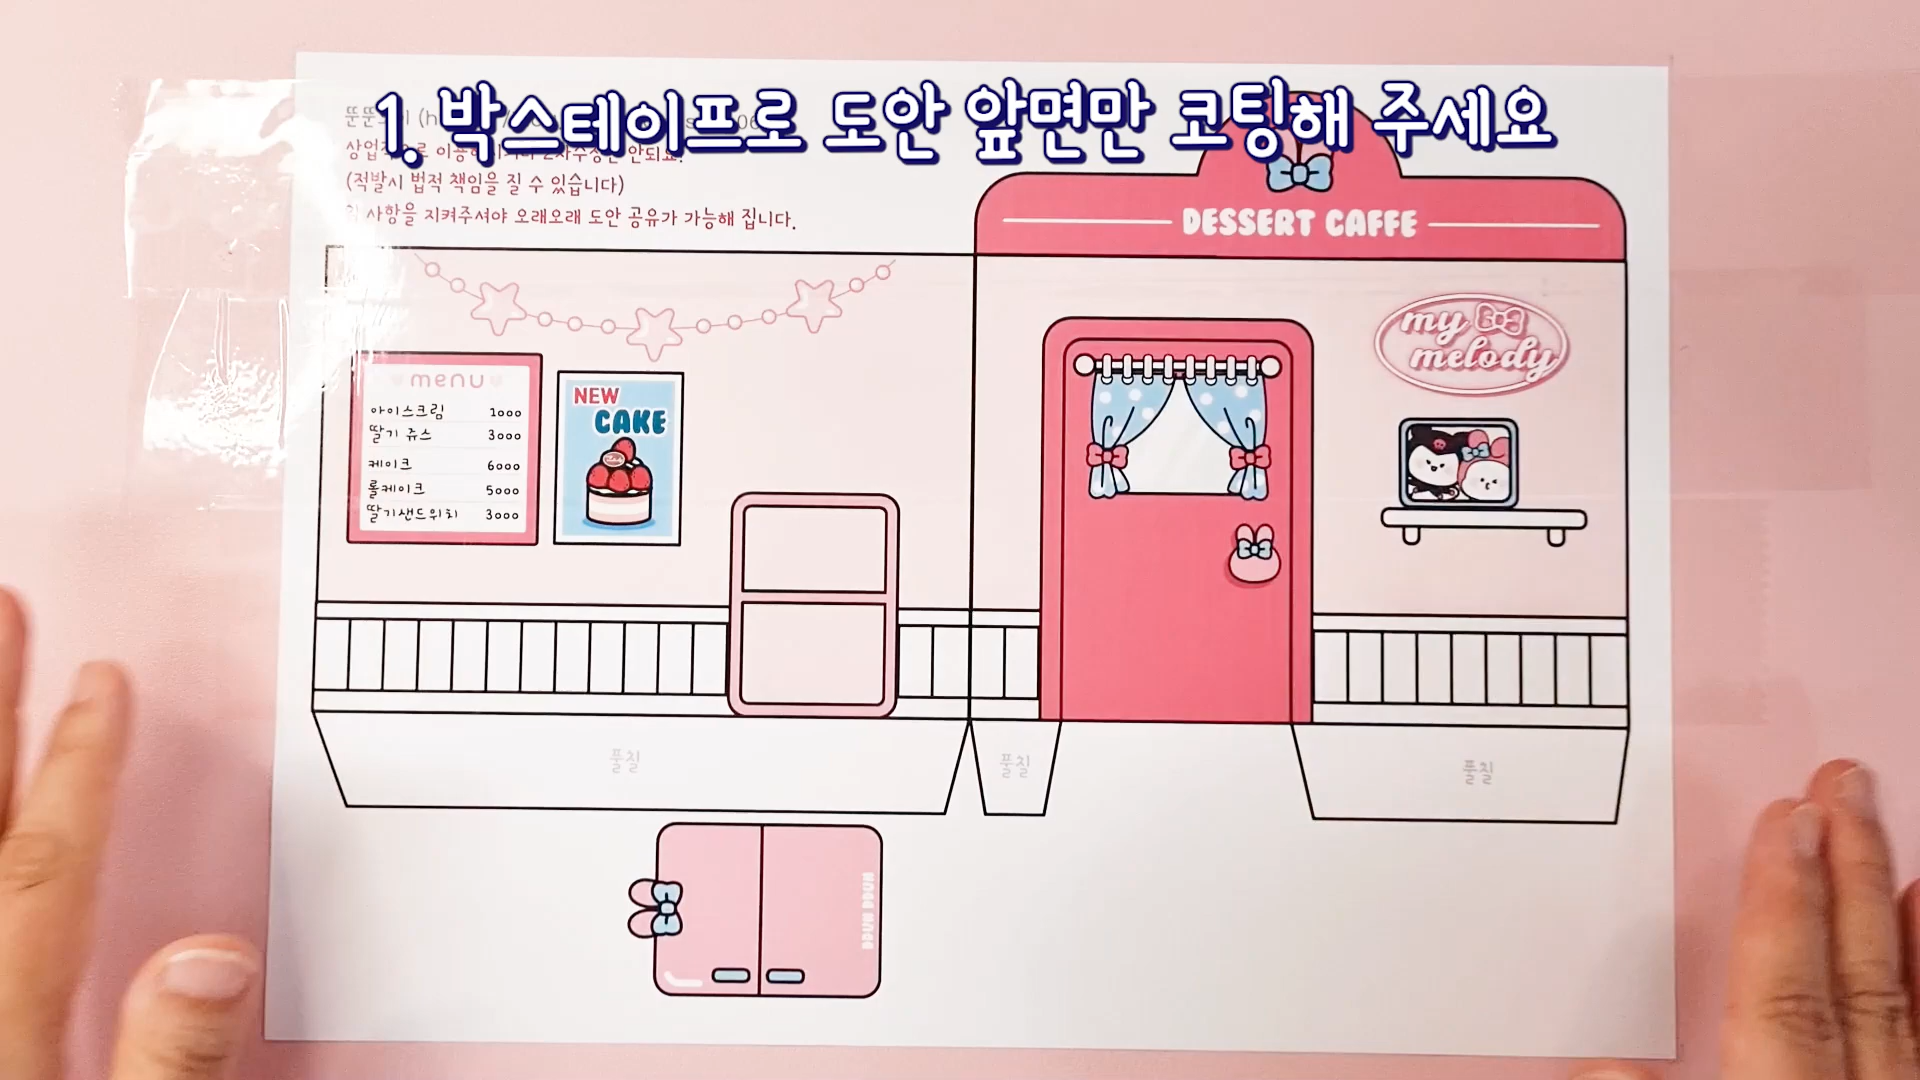 1. 박스테이프로 도안 앞면만 코팅해 주세요
(적발시 법적 책임을 질 수 있습니다)
사항을 지켜주셔야 오래오래 도안 공유가 가능해 집니다.
DESSERT CAFFE
my
melody
menu
아이스크림 1000
딸기 쥬스 3000
케이크 6000
롤케이크 5000
딸기샌드위치 3000
NEW
CAKE
풀칠
풀칠
풀칠
DDUN DDUN